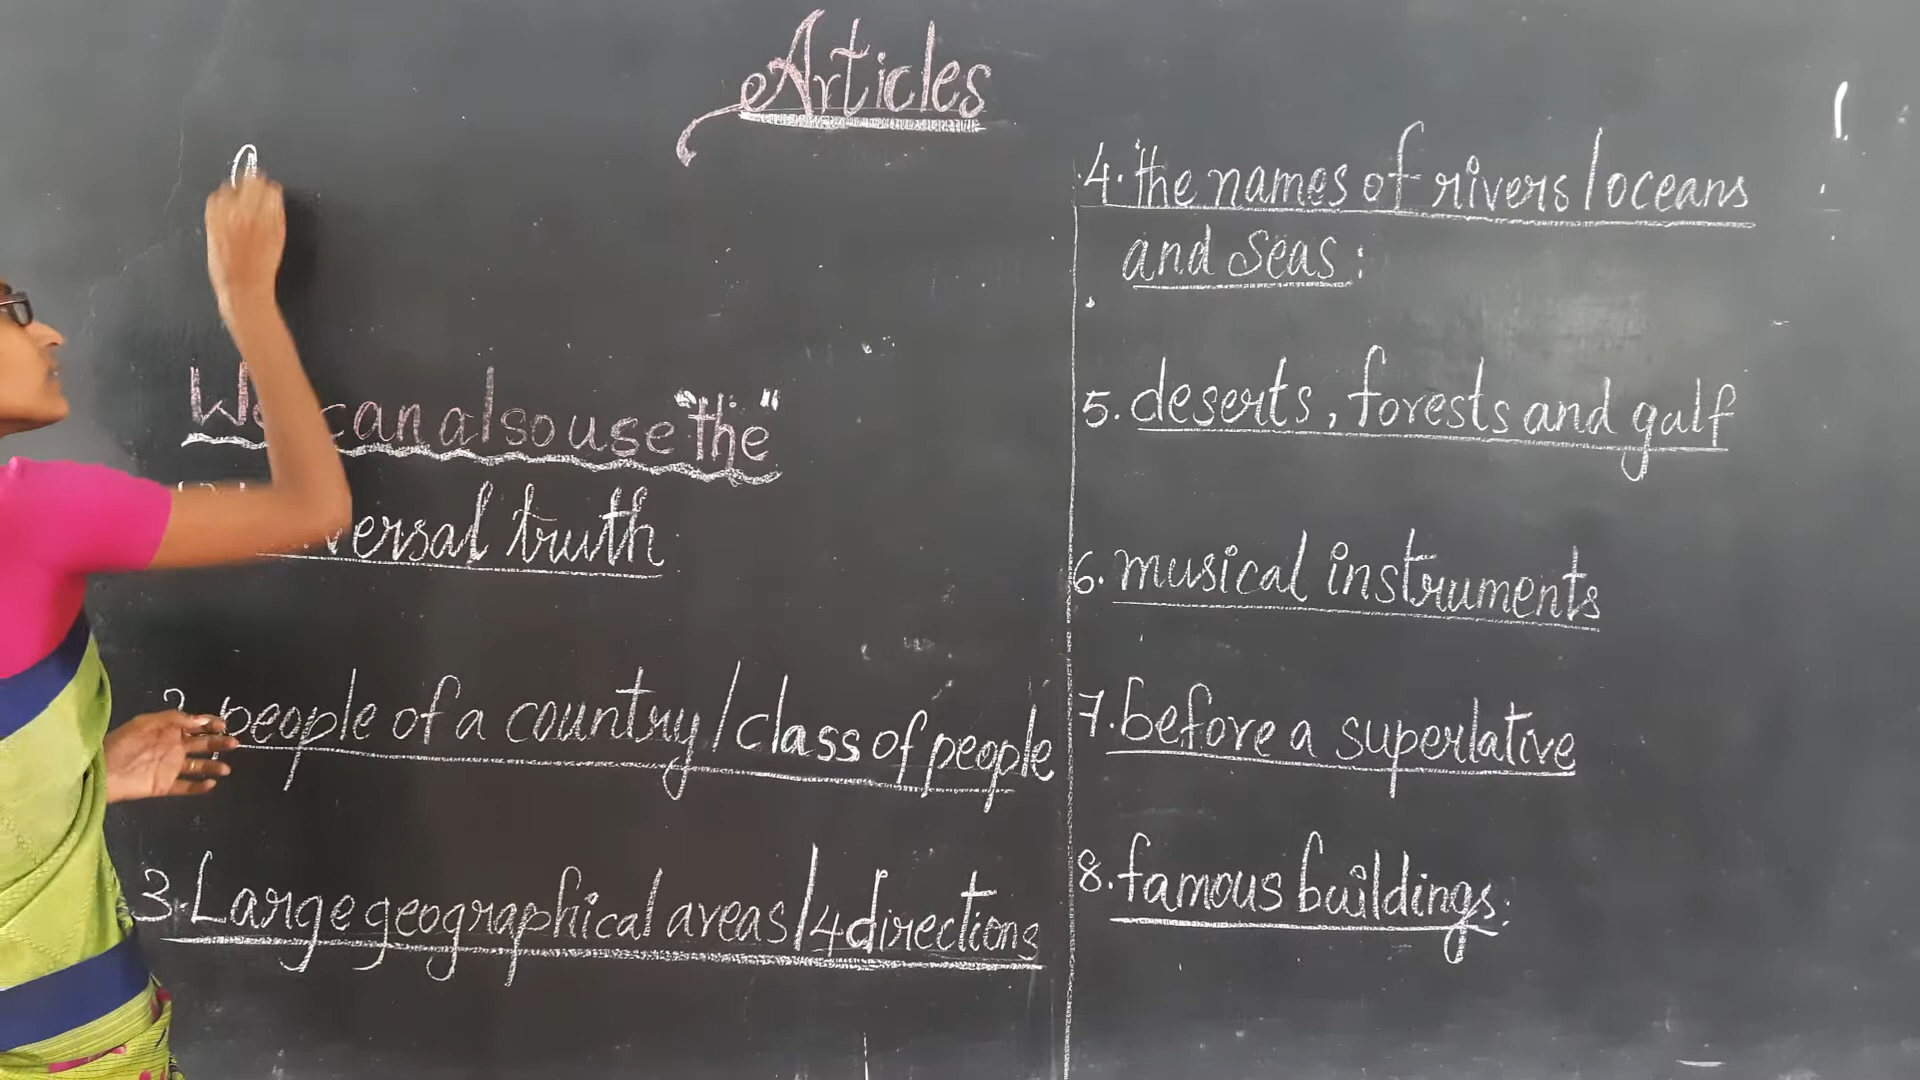 Articles
We can also use "the"
versal truth
people of a country / class of people
3. Large geographical areas / 4 directions
4. the names of rivers / oceans
and Seas:
5. deserts, forests and gulf
6. musical instruments
7. before a superlative
8. famous buildings: